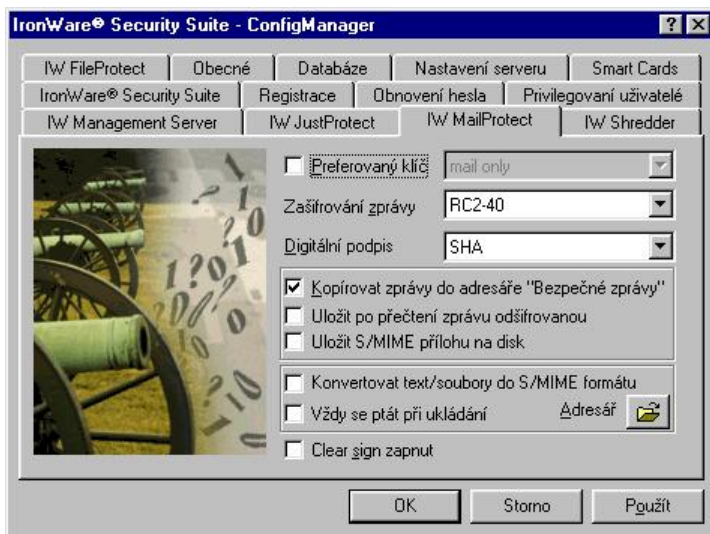 IronWare® Security Suite - ConfigManager
IW FileProtect Obecné Databáze Nastavení serveru Smart Cards
IronWare® Security Suite Registrace Obnovení hesla Privilegovaní uživatelé
IW Management Server IW JustProtect IW MailProtect IW Shredder
Preferovaný klíč mail only
Zašifrování zprávy RC2-40
Digitální podpis SHA
Kopírovat zprávy do adresáře "Bezpečné zprávy"
Uložit po přečtení zprávu odšifrovanou
Uložit S/MIME přílohu na disk
Konvertovat text/soubory do S/MIME formátu
Vždy se ptát při ukládání Adresář
Clear sign zapnut
OK Storno Použít